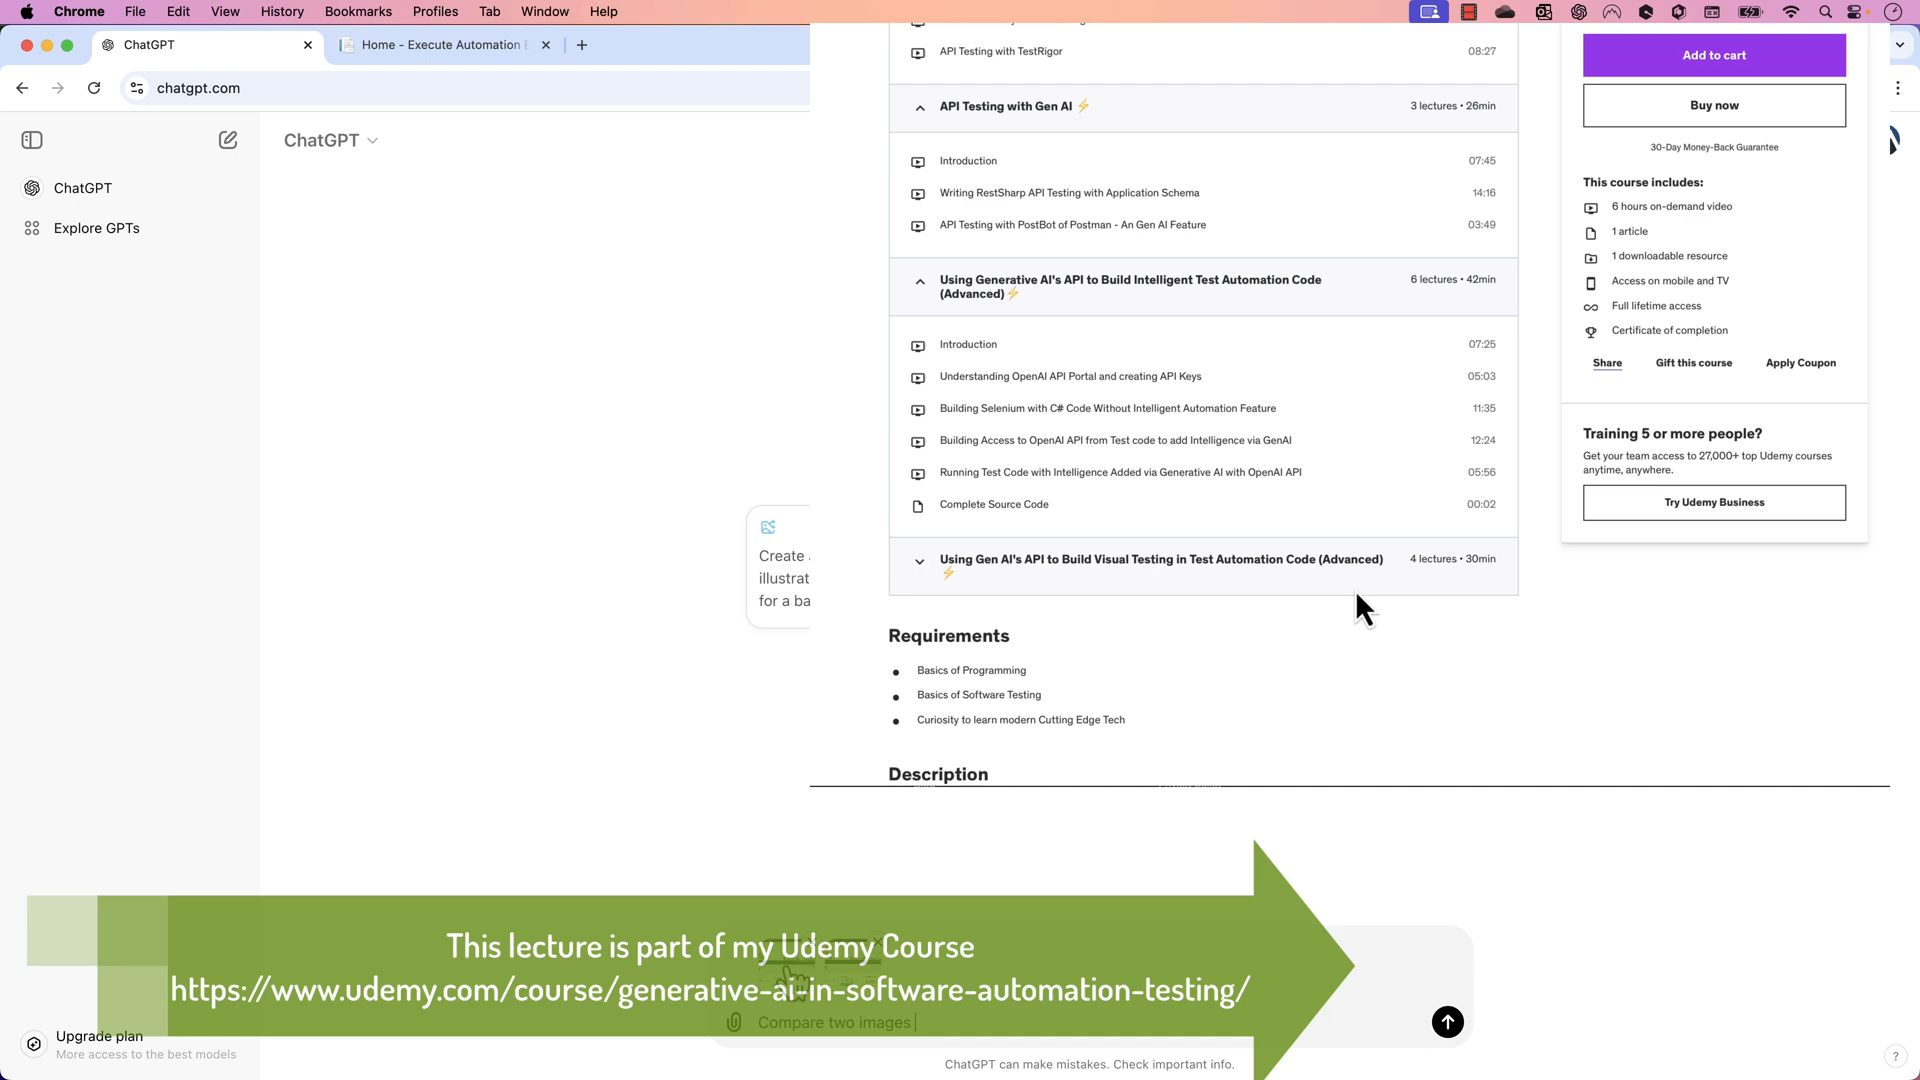 Chrome File Edit View History Bookmarks Profiles Tab Window Help
ChatGPT
Home - Execute Automation
chatgpt.com
ChatGPT
ChatGPT
Explore GPTs
Create
illustrat
for a ba
API Testing with TestRigor 08:27
API Testing with Gen AI ⚡ 3 lectures • 26min
Introduction 07:45
Writing RestSharp API Testing with Application Schema 14:16
API Testing with PostBot of Postman - An Gen AI Feature 03:49
Using Generative AI's API to Build Intelligent Test Automation Code 6 lectures • 42min
(Advanced) ⚡
Introduction 07:25
Understanding OpenAI API Portal and creating API Keys 05:03
Building Selenium with C# Code Without Intelligent Automation Feature 11:35
Building Access to OpenAI API from Test code to add Intelligence via GenAI 12:24
Running Test Code with Intelligence Added via Generative AI with OpenAI API 05:56
Complete Source Code 00:02
Using Gen AI's API to Build Visual Testing in Test Automation Code (Advanced) 4 lectures • 30min
⚡
Requirements
Basics of Programming
Basics of Software Testing
Curiosity to learn modern Cutting Edge Tech
Description
Add to cart
Buy now
30-Day Money-Back Guarantee
This course includes:
6 hours on-demand video
1 article
1 downloadable resource
Access on mobile and TV
Full lifetime access
Certificate of completion
Share Gift this course Apply Coupon
Training 5 or more people?
Get your team access to 27,000+ top Udemy courses
anytime, anywhere.
Try Udemy Business
This lecture is part of my Udemy Course
https://www.udemy.com/course/generative-ai-in-software-automation-testing/
Compare two images
Upgrade plan
More access to the best models
ChatGPT can make mistakes. Check important info.
?